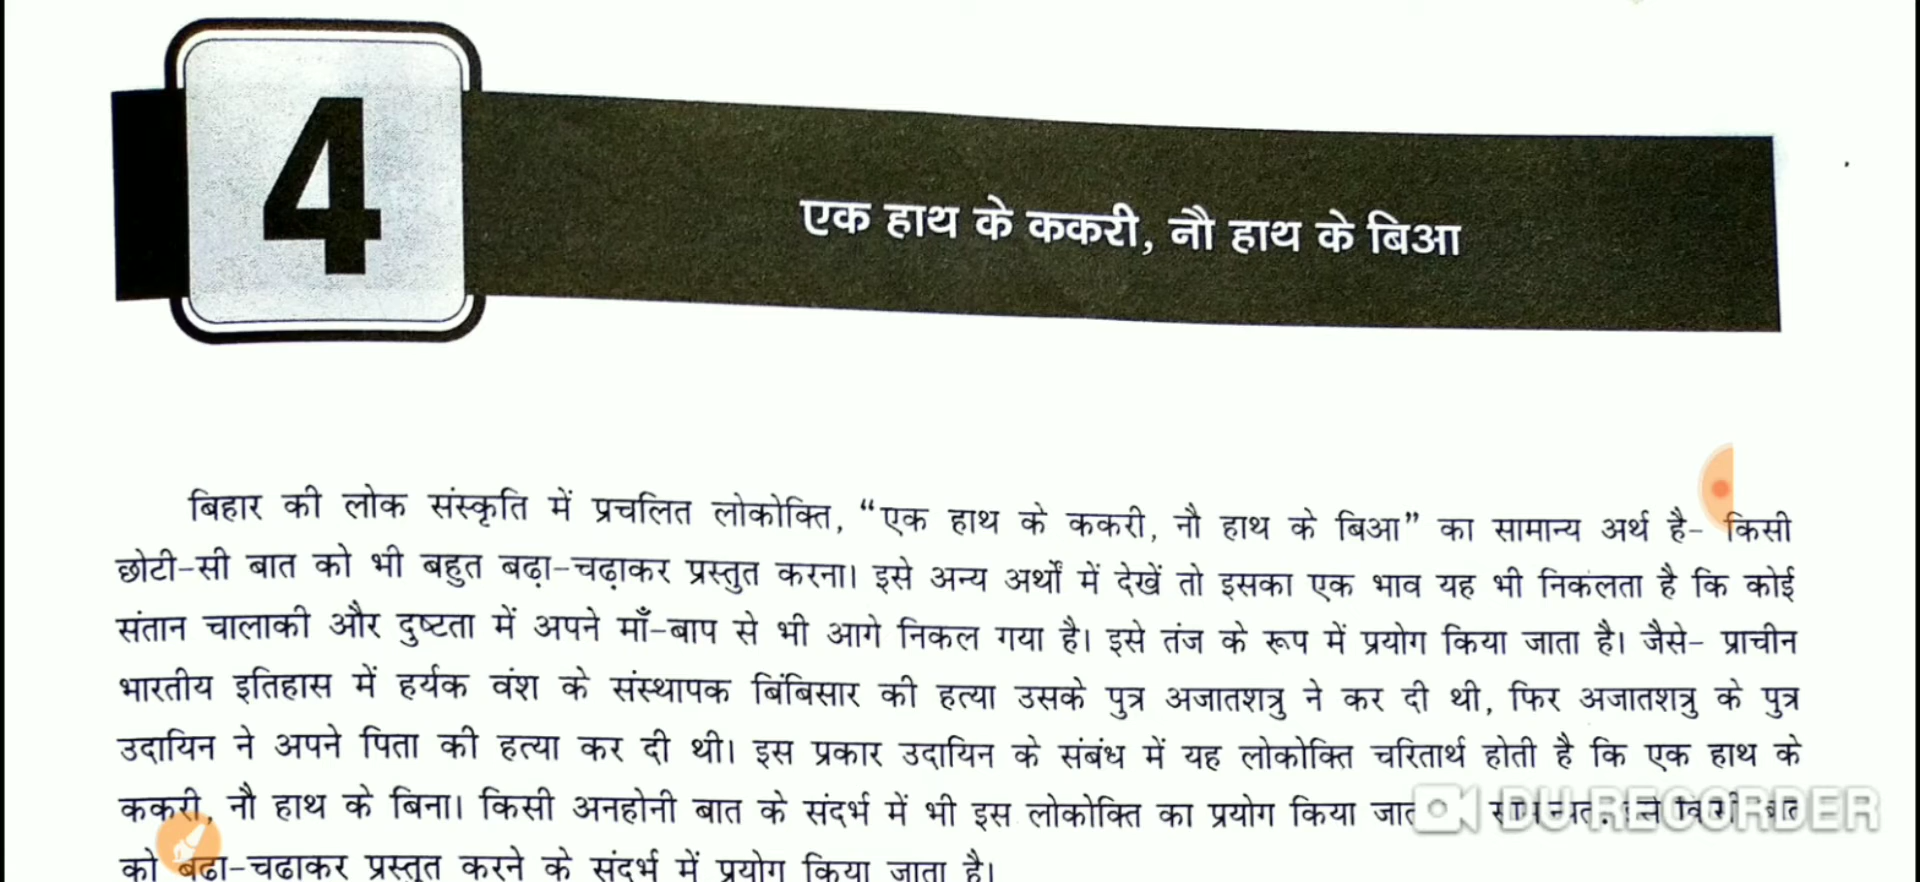 4
एक हाथ के ककरी, नौ हाथ के बिआ
बिहार की लोक संस्कृति में प्रचलित लोकोक्ति, “एक हाथ के ककरी, नौ हाथ के बिआ” का सामान्य अर्थ है- किसी
छोटी-सी बात को भी बहुत बढ़ा-चढ़ाकर प्रस्तुत करना। इसे अन्य अर्थों में देखें तो इसका एक भाव यह भी निकलता है कि कोई
संतान चालाकी और दुष्टता में अपने माँ-बाप से भी आगे निकल गया है। इसे तंज के रूप में प्रयोग किया जाता है। जैसे- प्राचीन
भारतीय इतिहास में हर्यक वंश के संस्थापक बिंबिसार की हत्या उसके पुत्र अजातशत्रु ने कर दी थी, फिर अजातशत्रु के पुत्र
उदायिन ने अपने पिता की हत्या कर दी थी। इस प्रकार उदायिन के संबंध में यह लोकोक्ति चरितार्थ होती है कि एक हाथ के
ककरी, नौ हाथ के बिना। किसी अनहोनी बात के संदर्भ में भी इस लोकोक्ति का प्रयोग किया
को बढ़ा-चढ़ाकर प्रस्तुत करने के संदर्भ में प्रयोग किया जाता है।
DU RECORDER